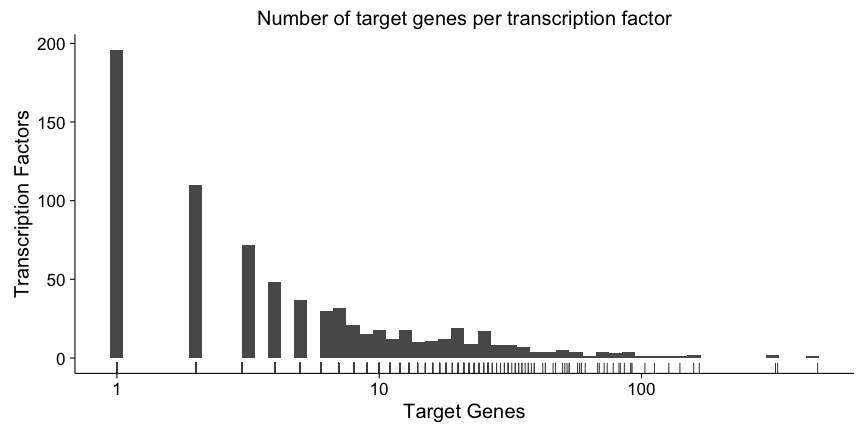 Number of target genes per transcription factor
200
150
100
50
0
Transcription Factors
1 10 100
Target Genes